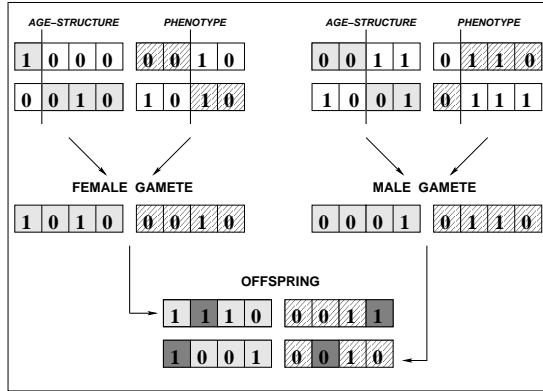 AGE–STRUCTURE PHENOTYPE AGE–STRUCTURE PHENOTYPE
1 0 0 0 0 0 1 0 0 0 1 1 0 1 1 0
0 0 1 0 1 0 1 0 1 0 0 1 0 1 1 1
FEMALE GAMETE MALE GAMETE
1 0 1 0 0 0 1 0 0 0 0 1 0 1 1 0
OFFSPRING
1 1 1 0 0 0 1 1
1 0 0 1 0 0 1 0